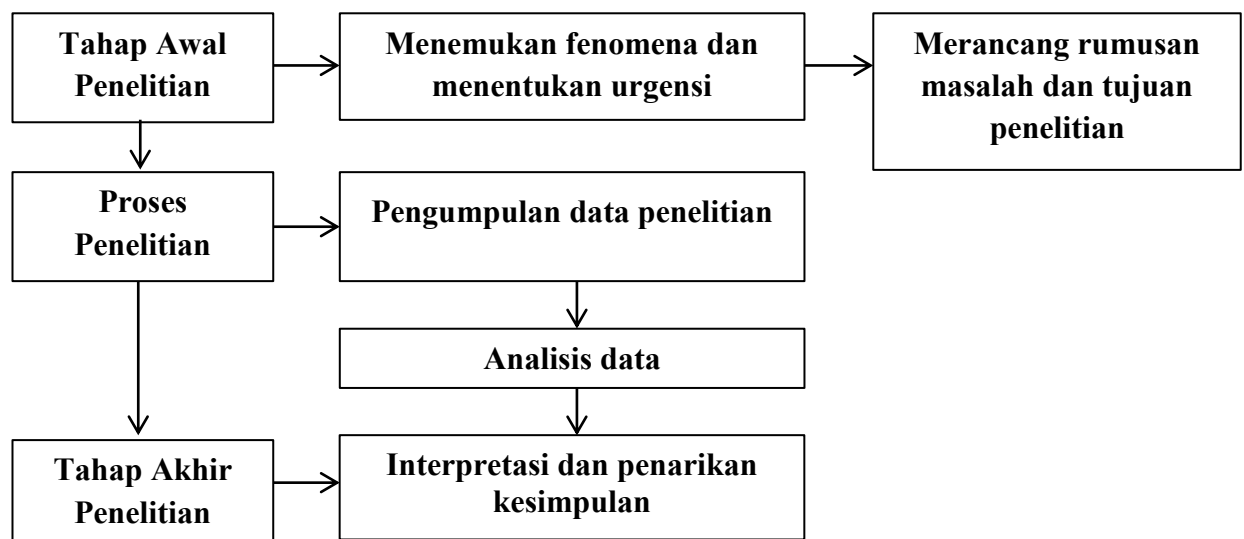 Tahap Awal
Penelitian
Menemukan fenomena dan
menentukan urgensi
Merancang rumusan
masalah dan tujuan
penelitian
Proses
Penelitian
Pengumpulan data penelitian
Analisis data
Tahap Akhir
Penelitian
Interpretasi dan penarikan
kesimpulan